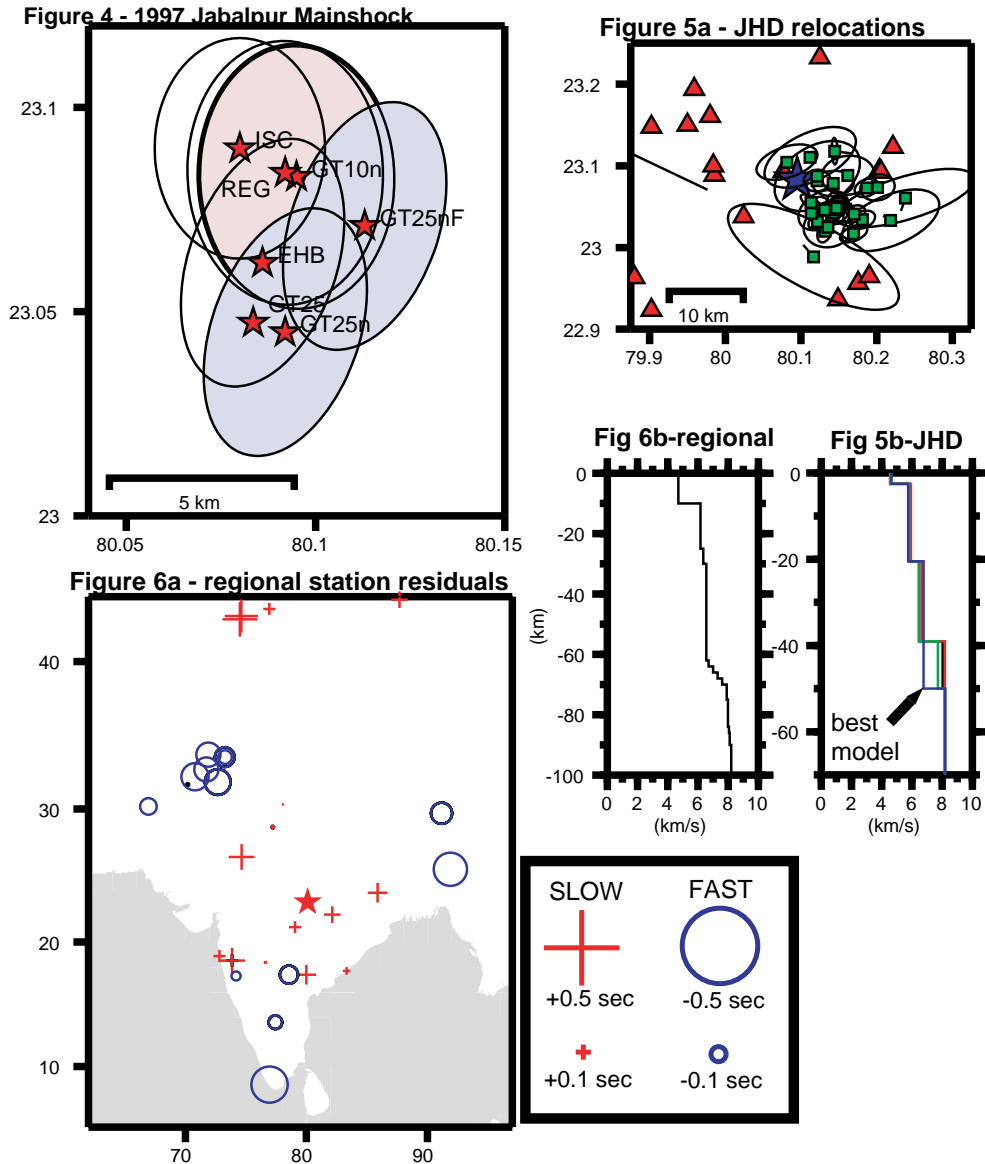 Figure 4 - 1997 Jabalpur Mainshock
23.1
23.05
23
ISC
REG
GT10n
GT25nF
EHB
GT25
GT25n
5 km
80.05
80.1
80.15
Figure 5a - JHD relocations
23.2
23.1
23
22.9
10 km
79.9
80
80.1
80.2
80.3
Fig 6b-regional
0
-20
-40
-60
-80
-100
(km)
0
2
4
6
8
10
(km/s)
Fig 5b-JHD
0
-20
-40
-60
best
model
0
2
4
6
8
10
(km/s)
Figure 6a - regional station residuals
40
30
20
10
70
80
90
SLOW
FAST
+0.5 sec
-0.5 sec
+0.1 sec
-0.1 sec